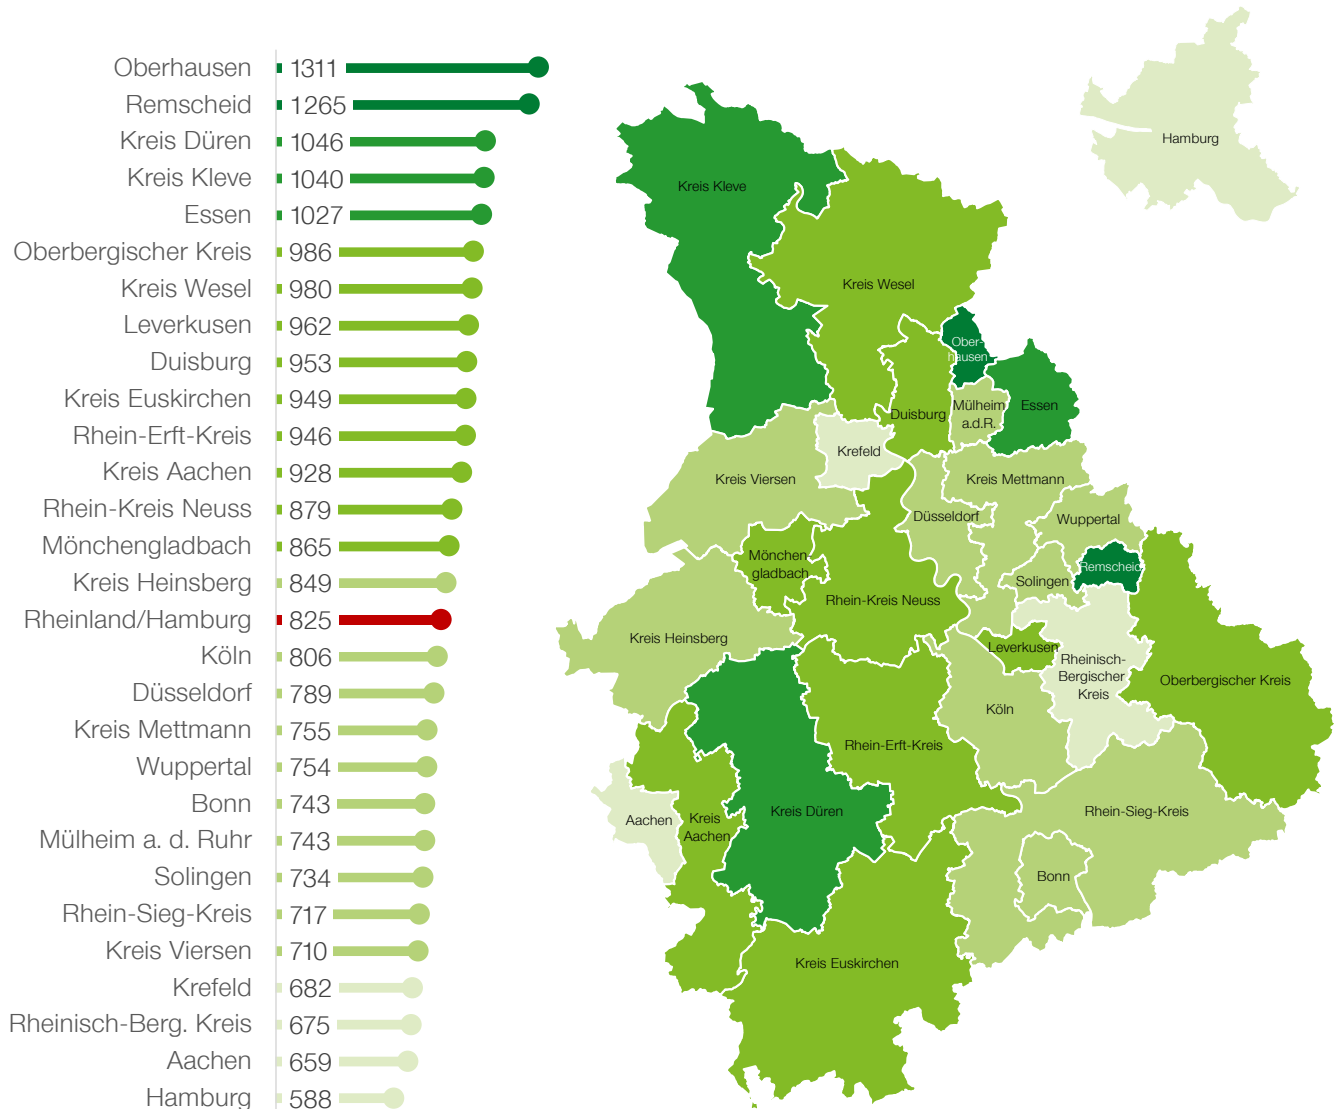 Oberhausen 1311
Remscheid 1265
Kreis Düren 1046
Kreis Kleve 1040
Essen 1027
Oberbergischer Kreis 986
Kreis Wesel 980
Leverkusen 962
Duisburg 953
Kreis Euskirchen 949
Rhein-Erft-Kreis 946
Kreis Aachen 928
Rhein-Kreis Neuss 879
Mönchengladbach 865
Kreis Heinsberg 849
Rheinland/Hamburg 825
Köln 806
Düsseldorf 789
Kreis Mettmann 755
Wuppertal 754
Bonn 743
Mülheim a. d. Ruhr 743
Solingen 734
Rhein-Sieg-Kreis 717
Kreis Viersen 710
Krefeld 682
Rheinisch-Berg. Kreis 675
Aachen 659
Hamburg 588
Hamburg
Kreis Kleve
Kreis Wesel
Ober-
hausen
Duisburg
Mülheim
a.d.R.
Essen
Krefeld
Kreis Viersen
Kreis Mettmann
Düsseldorf
Wuppertal
Mönchen-
gladbach
Remscheid
Solingen
Rhein-Kreis Neuss
Kreis Heinsberg
Leverkusen
Rheinisch-
Bergischer
Kreis
Oberbergischer Kreis
Köln
Rhein-Erft-Kreis
Kreis Düren
Rhein-Sieg-Kreis
Aachen
Kreis
Aachen
Bonn
Kreis Euskirchen